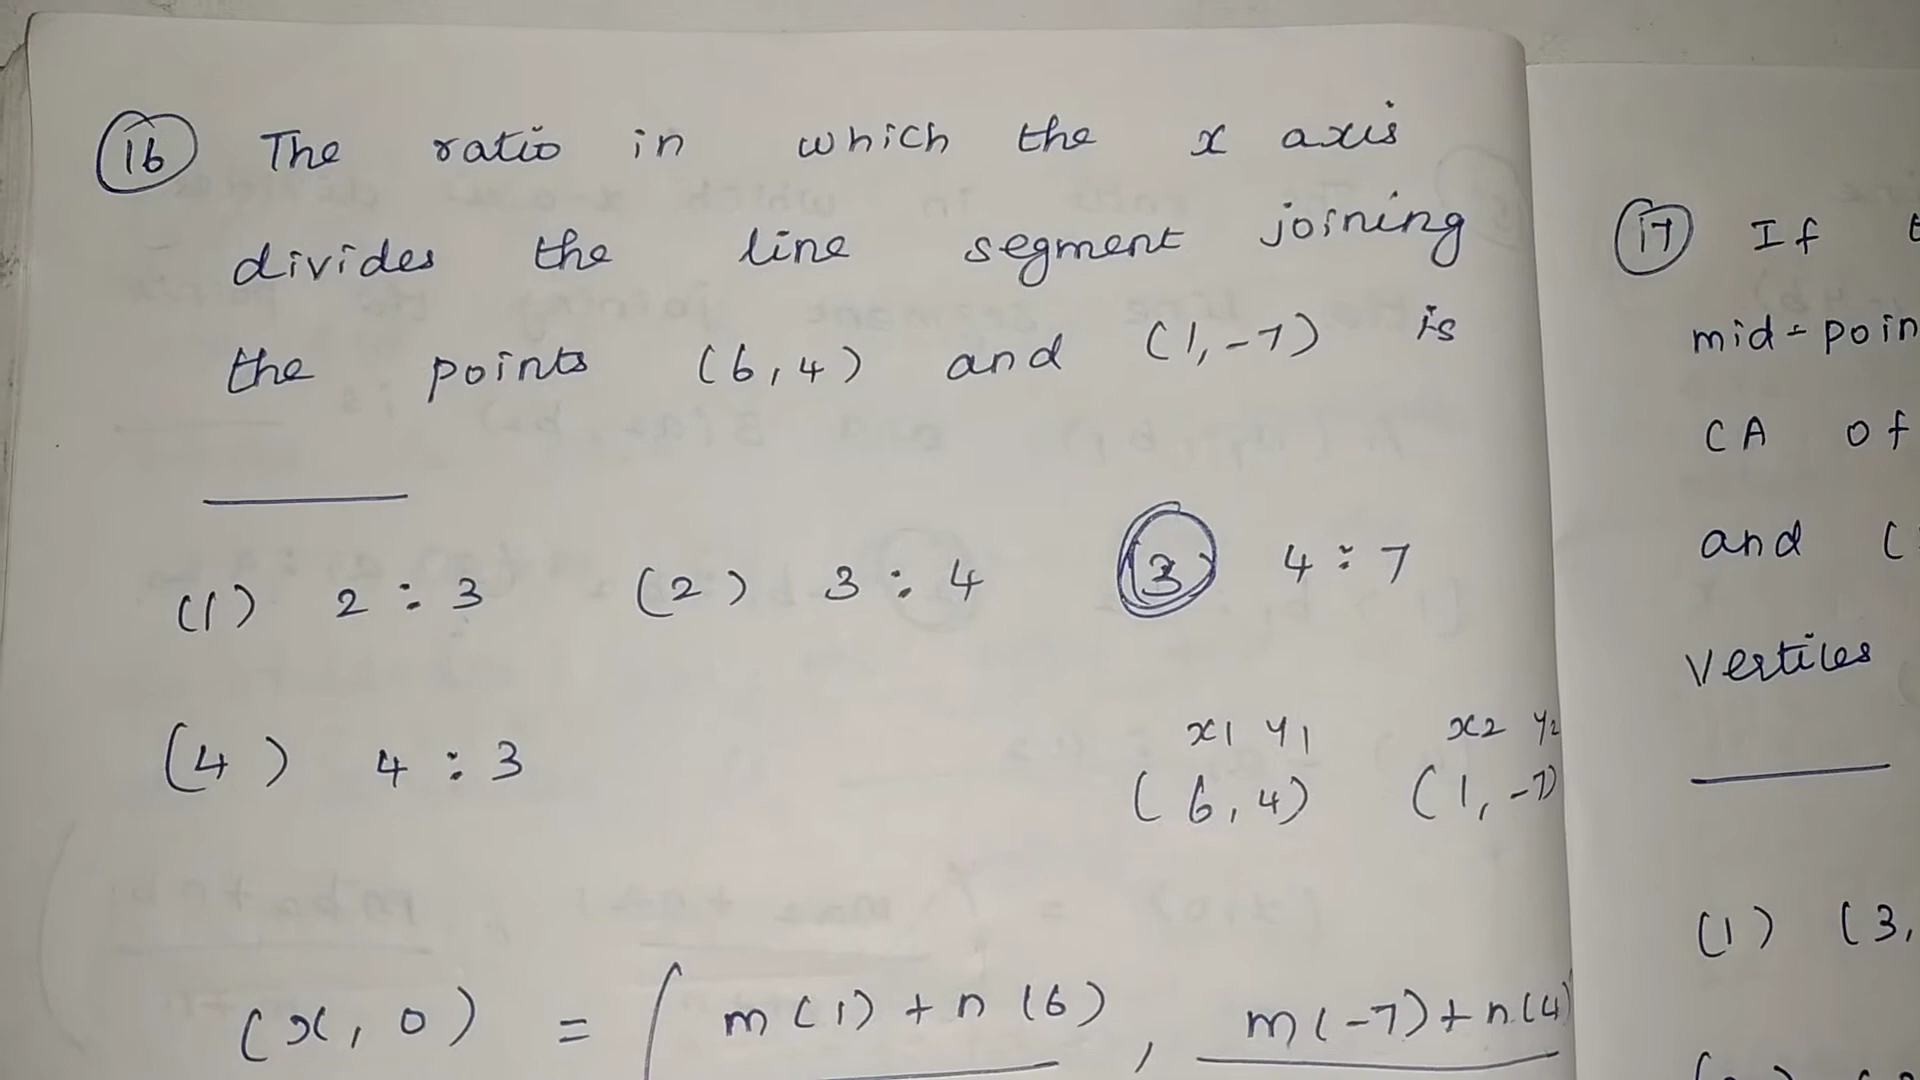 (16) The ratio in which the x axis
divides the line segment joining
the points (6,4) and (1,-7) is
(1) 2 : 3 (2) 3 : 4 (3) 4 : 7
(4) 4 : 3
x1 y1 x2 y2
(6,4) (1,-7)
(x, 0) = ( m(1) + n(6) , m(-7) + n(4)
(17) If
mid-poin
CA of
and (
vertices
(1) (3,